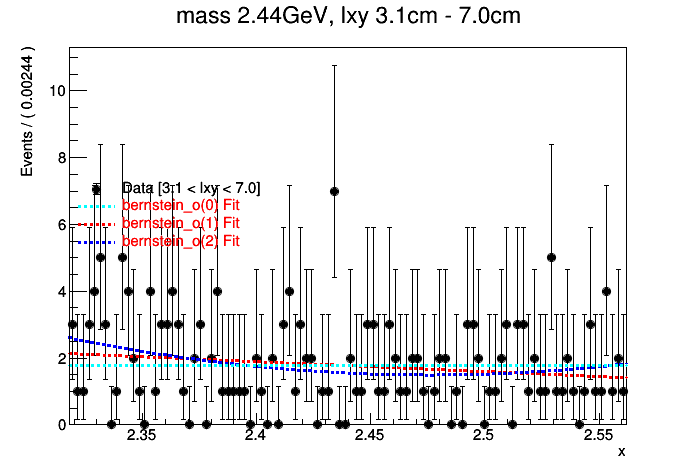 mass 2.44GeV, lxy 3.1cm - 7.0cm
Events / ( 0.00244 )
10
8
6
4
2
0
Data [3.1 < lxy < 7.0]
bernstein_o(0) Fit
bernstein_o(1) Fit
bernstein_o(2) Fit
2.35
2.4
2.45
2.5
2.55
x